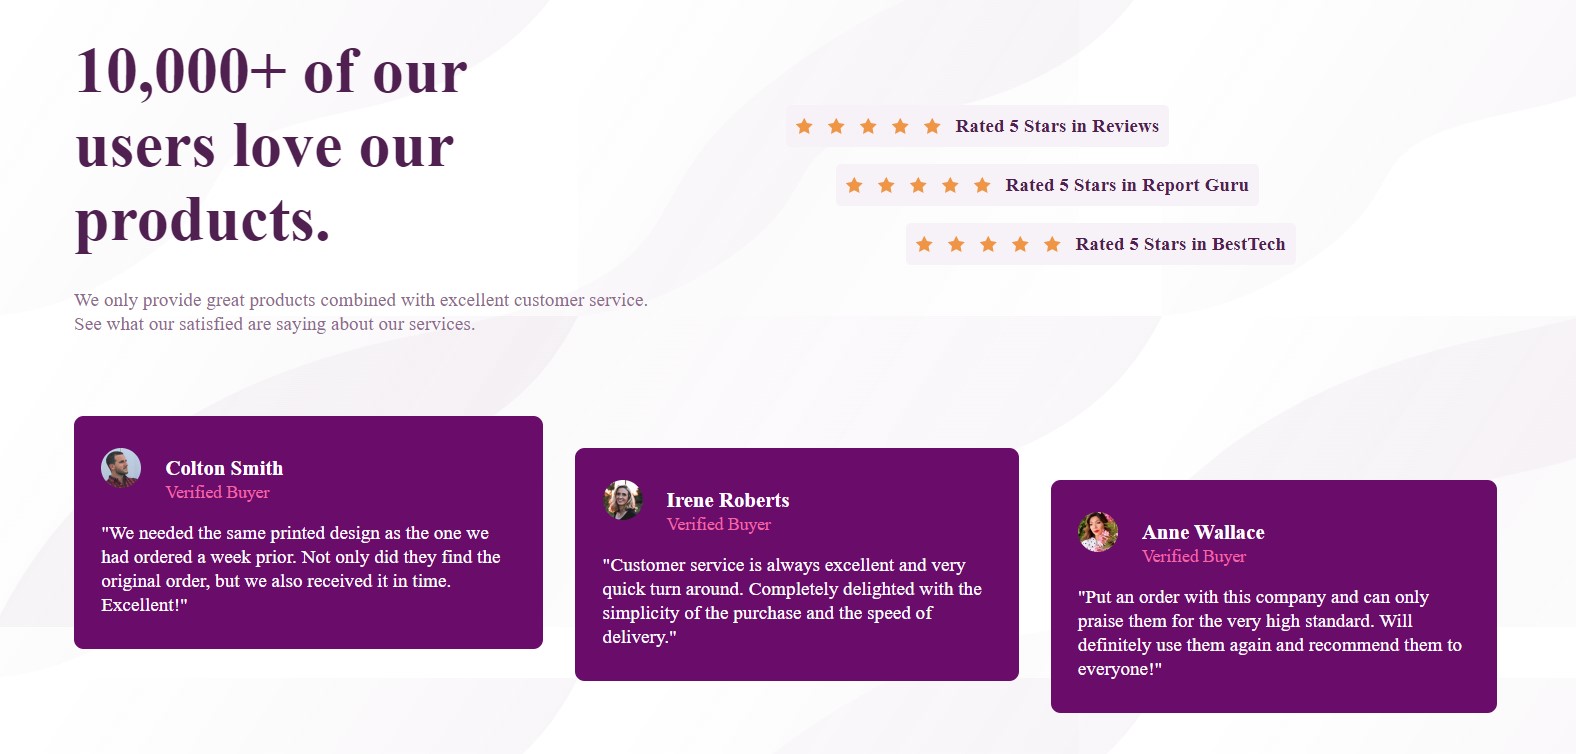 10,000+ of our
users love our
products.
We only provide great products combined with excellent customer service.
See what our satisfied are saying about our services.
Rated 5 Stars in Reviews
Rated 5 Stars in Report Guru
Rated 5 Stars in BestTech
Colton Smith
Verified Buyer
"We needed the same printed design as the one we
had ordered a week prior. Not only did they find the
original order, but we also received it in time.
Excellent!"
Irene Roberts
Verified Buyer
"Customer service is always excellent and very
quick turn around. Completely delighted with the
simplicity of the purchase and the speed of
delivery."
Anne Wallace
Verified Buyer
"Put an order with this company and can only
praise them for the very high standard. Will
definitely use them again and recommend them to
everyone!"